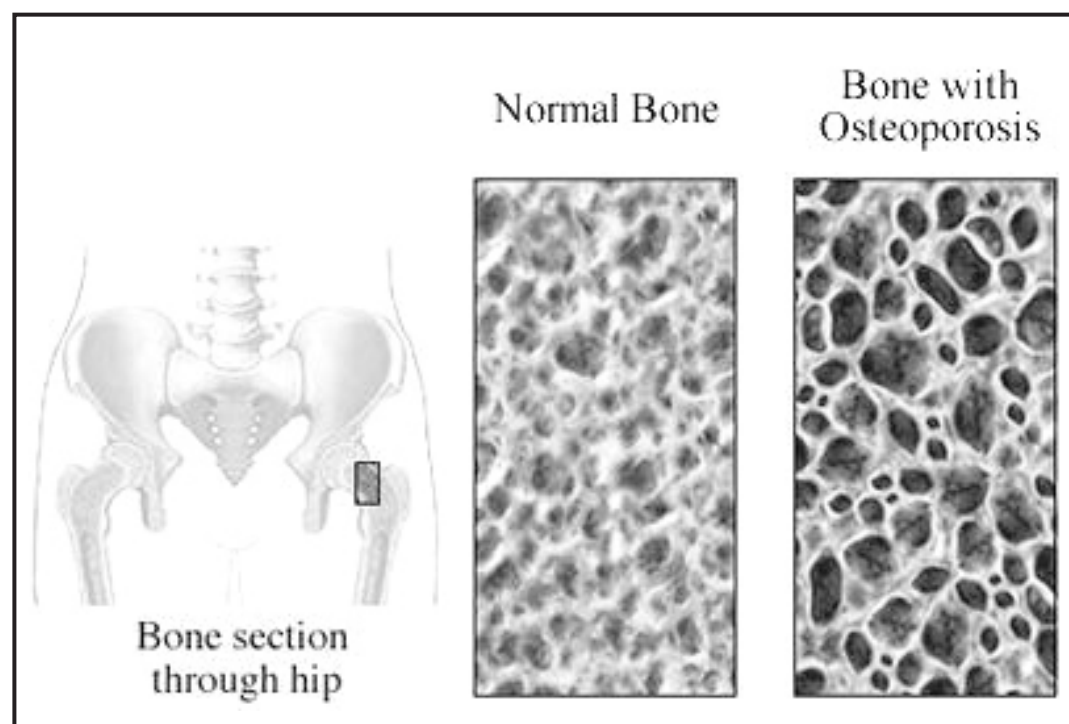 Normal Bone
Bone with
Osteoporosis
Bone section
through hip